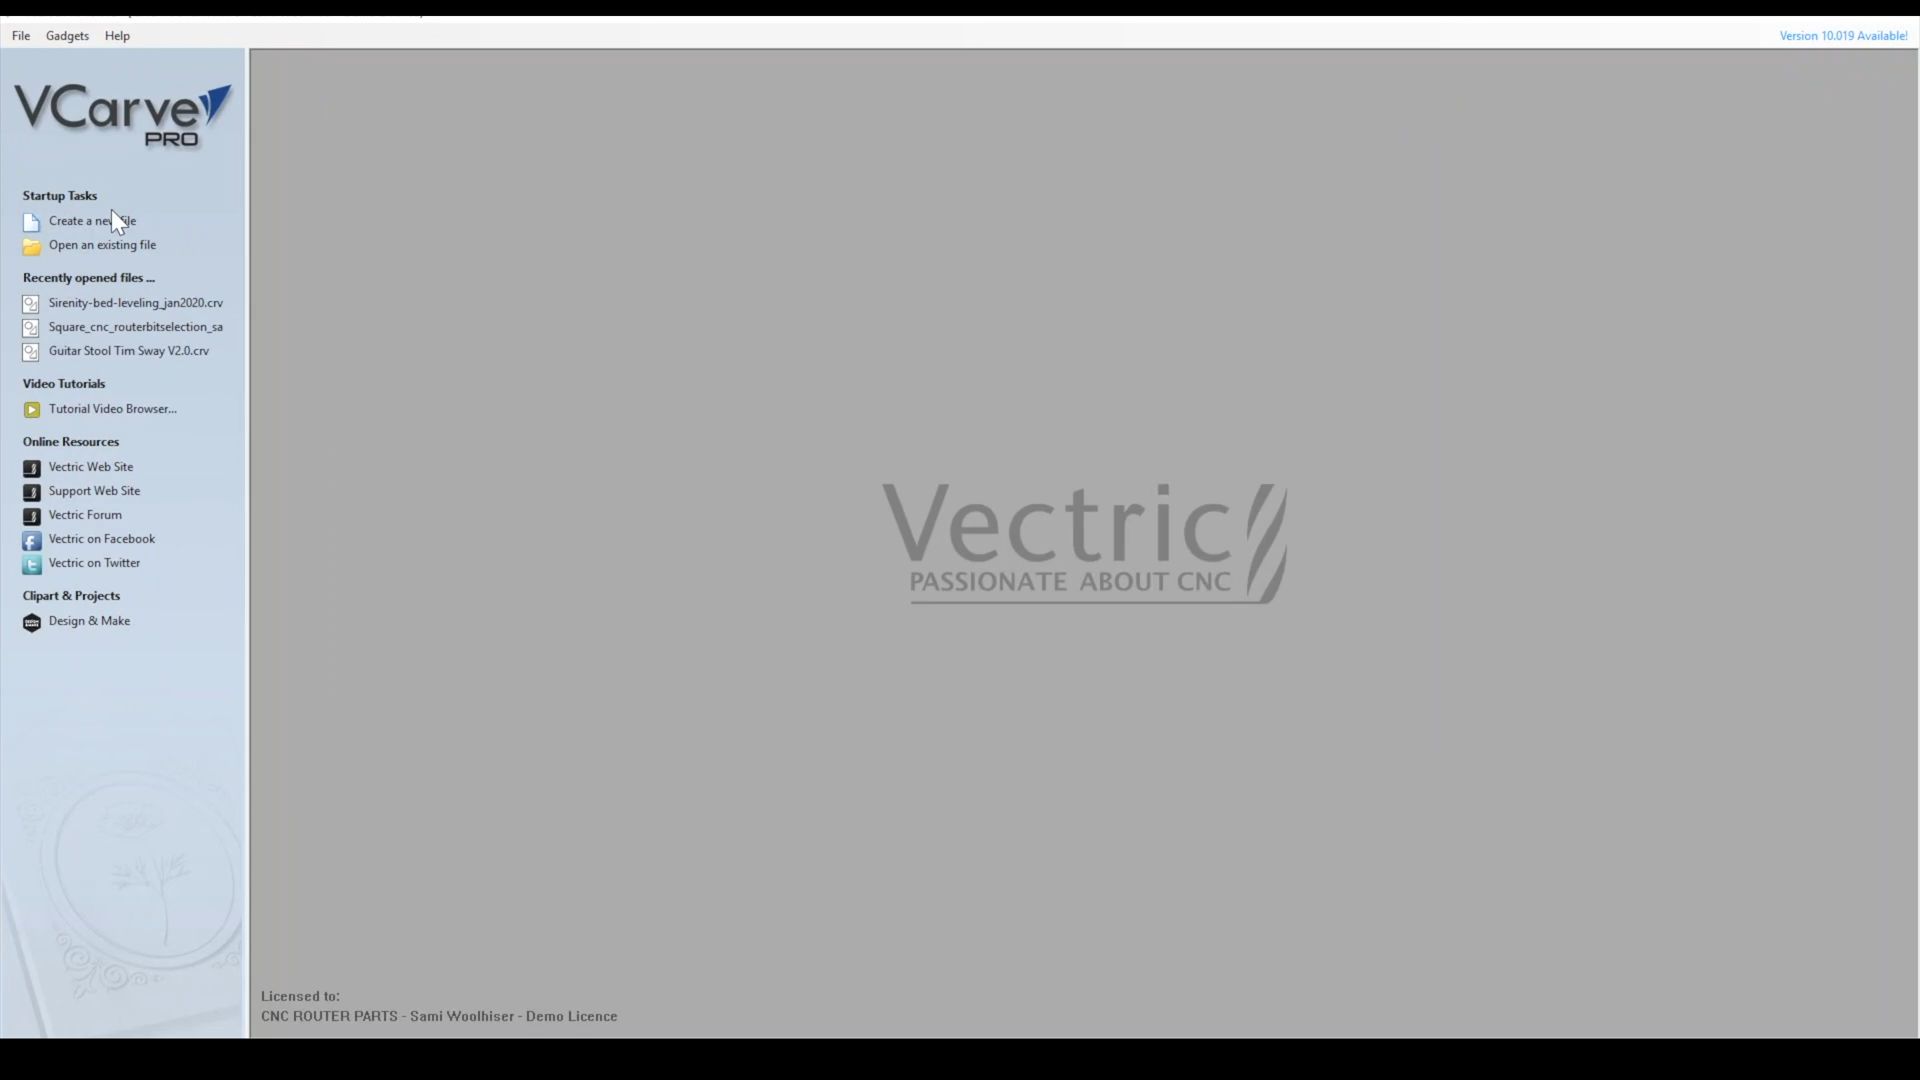 File Gadgets Help
Version 10.019 Available!
VCarve
PRO
Startup Tasks
Create a new file
Open an existing file
Recently opened files ...
Sirenity-bed-leveling_jan2020.crv
Square_cnc_routerbitselection_sa
Guitar Stool Tim Sway V2.0.crv
Video Tutorials
Tutorial Video Browser...
Online Resources
Vectric Web Site
Support Web Site
Vectric Forum
Vectric on Facebook
Vectric on Twitter
Clipart & Projects
Design & Make
Vectric
PASSIONATE ABOUT CNC
Licensed to:
CNC ROUTER PARTS - Sami Woolhiser - Demo Licence